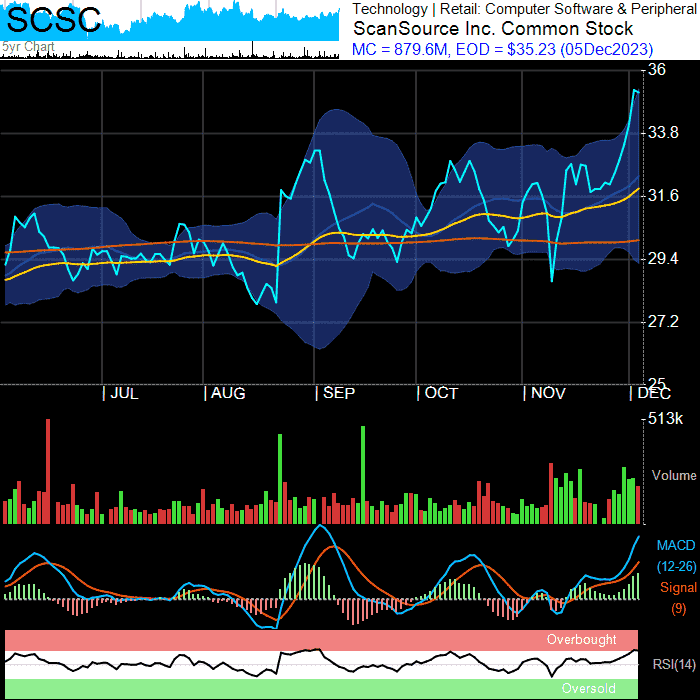 SCSC
5yr Chart
Technology | Retail: Computer Software & Peripheral
ScanSource Inc. Common Stock
MC = 879.6M, EOD = $35.23 (05Dec2023)
36
33.8
31.6
29.4
27.2
25
JUL
AUG
SEP
OCT
NOV
DEC
513k
Volume
MACD
(12-26)
Signal
(9)
Overbought
RSI(14)
Oversold